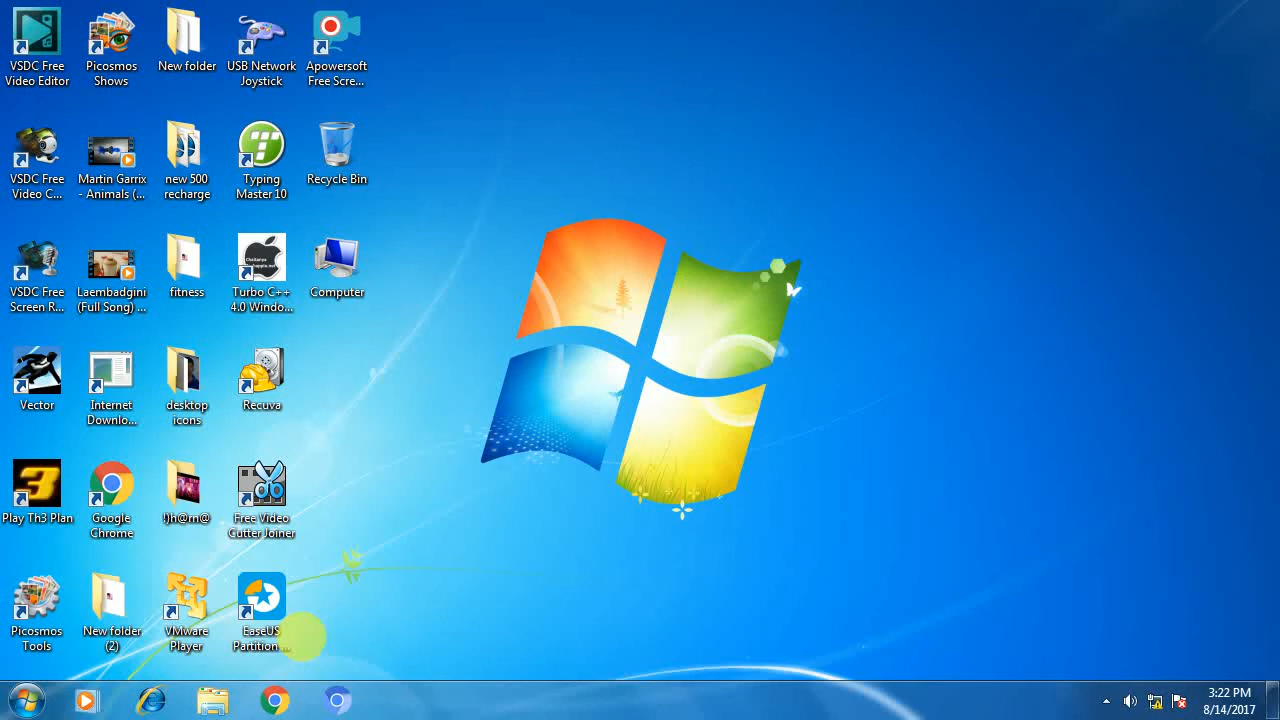 VSDC Free
Video Editor
Picosmos
Shows
New folder
USB Network
Joystick
Apowersoft
Free Scre...
VSDC Free
Video C...
Martin Garrix
- Animals (...
new 500
recharge
Typing
Master 10
Recycle Bin
VSDC Free
Screen R...
Laembadgini
(Full Song) ...
fitness
Turbo C++
4.0 Windo...
Computer
Vector
Internet
Downlo...
desktop
icons
Recuva
Play Th3 Plan
Google
Chrome
!)h@rn@
Free Video
Cutter Joiner
Picosmos
Tools
New folder
(2)
VMware
Player
EaseUS
Partition ...
3:22 PM
8/14/2017